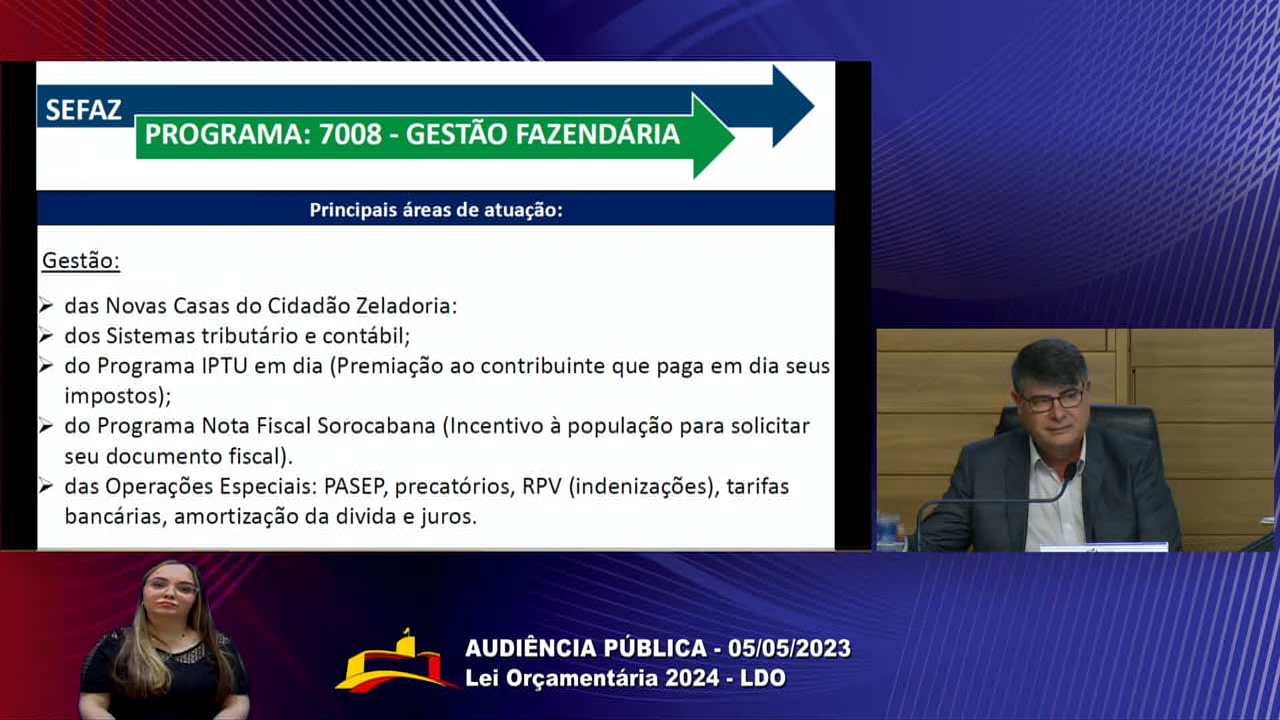 SEFAZ
PROGRAMA: 7008 - GESTÃO FAZENDÁRIA
Principais áreas de atuação:
Gestão:
das Novas Casas do Cidadão Zeladoria:
dos Sistemas tributário e contábil;
do Programa IPTU em dia (Premiação ao contribuinte que paga em dia seus
impostos);
do Programa Nota Fiscal Sorocabana (Incentivo à população para solicitar
seu documento fiscal).
das Operações Especiais: PASEP, precatórios, RPV (indenizações), tarifas
bancárias, amortização da divida e juros.
AUDIÊNCIA PÚBLICA - 05/05/2023
Lei Orçamentária 2024 - LDO